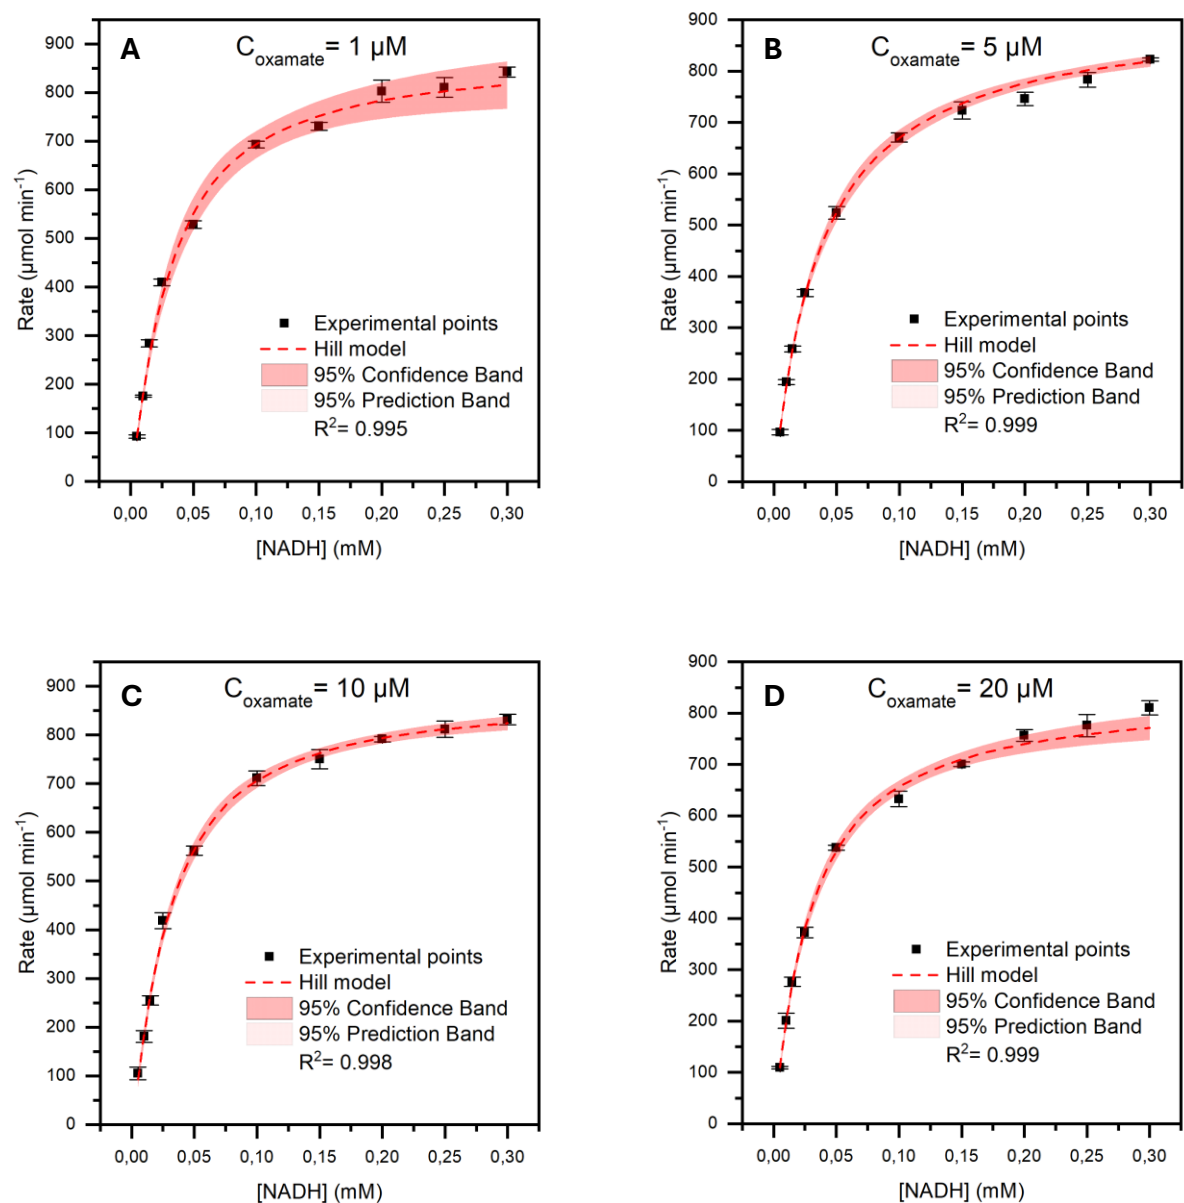 A
C_oxamate = 1 µM
900
800
700
600
500
400
300
200
100
0
Rate (µmol min⁻¹)
Experimental points
Hill model
95% Confidence Band
95% Prediction Band
R²= 0.995
0,00 0,05 0,10 0,15 0,20 0,25 0,30
[NADH] (mM)
B
C_oxamate = 5 µM
900
800
700
600
500
400
300
200
100
0
Rate (µmol min⁻¹)
Experimental points
Hill model
95% Confidence Band
95% Prediction Band
R²= 0.999
0,00 0,05 0,10 0,15 0,20 0,25 0,30
[NADH] (mM)
C
C_oxamate = 10 µM
900
800
700
600
500
400
300
200
100
0
Rate (µmol min⁻¹)
Experimental points
Hill model
95% Confidence Band
95% Prediction Band
R²= 0.998
0,00 0,05 0,10 0,15 0,20 0,25 0,30
[NADH] (mM)
D
C_oxamate = 20 µM
900
800
700
600
500
400
300
200
100
0
Rate (µmol min⁻¹)
Experimental points
Hill model
95% Confidence Band
95% Prediction Band
R²= 0.999
0,00 0,05 0,10 0,15 0,20 0,25 0,30
[NADH] (mM)